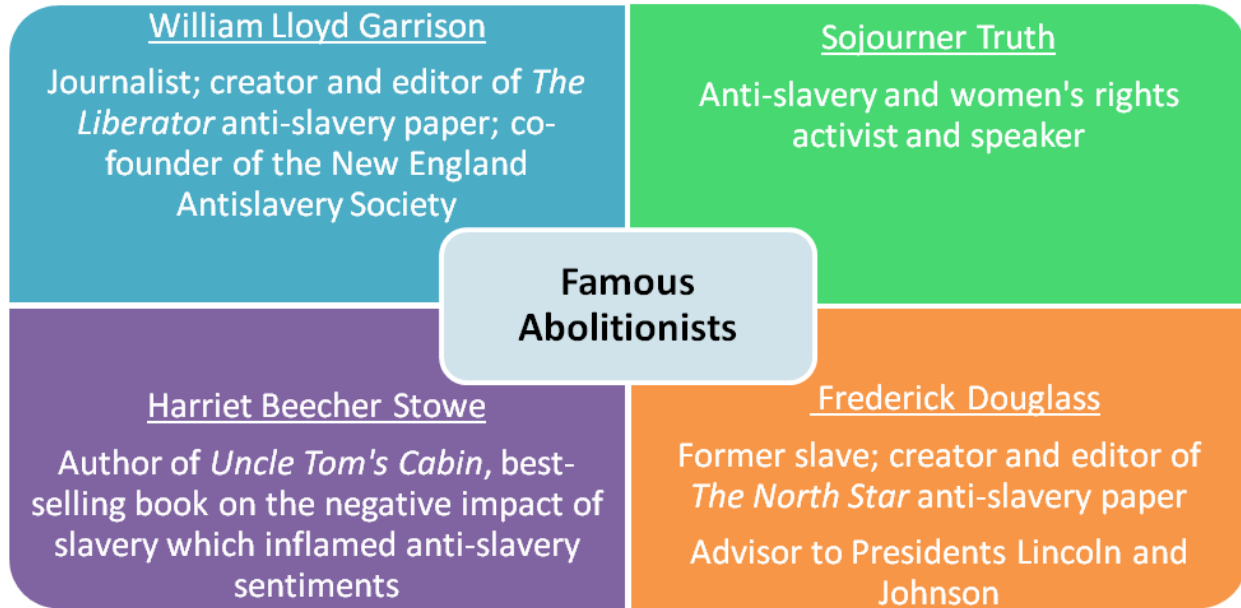 William Lloyd Garrison
Journalist; creator and editor of The
Liberator anti-slavery paper; co-
founder of the New England
Antislavery Society
Sojourner Truth
Anti-slavery and women's rights
activist and speaker
Famous
Abolitionists
Harriet Beecher Stowe
Author of Uncle Tom's Cabin, best-
selling book on the negative impact of
slavery which inflamed anti-slavery
sentiments
Frederick Douglass
Former slave; creator and editor of
The North Star anti-slavery paper
Advisor to Presidents Lincoln and
Johnson